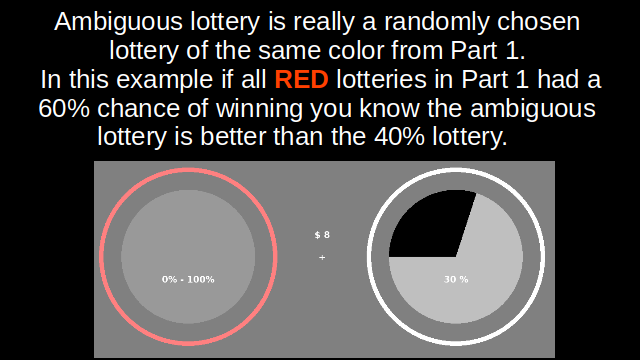 Ambiguous lottery is really a randomly chosen
lottery of the same color from Part 1.
In this example if all RED lotteries in Part 1 had a
60% chance of winning you know the ambiguous
lottery is better than the 40% lottery.
$ 8
+
0% - 100%
30 %